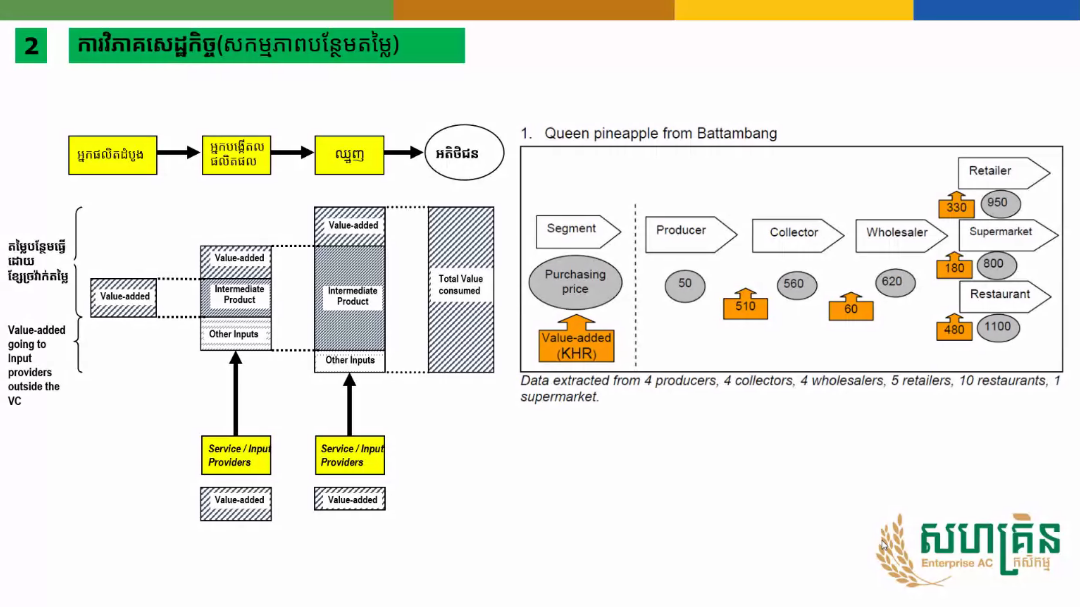 2
ការវិភាគសេដ្ឋកិច្ច(សកម្មភាពបន្ថែមតម្លៃ)
អ្នកផលិតដំបូង
អ្នកបង្កើតល
ផលិតផល
ឈ្មួញ
អតិថិជន
តម្លៃបន្ថែមធ្វើ
ដោយ
ខ្សែច្រវ៉ាក់តម្លៃ
Value-added
going to
Input
providers
outside the
VC
Value-added
Value-added
Intermediate
Product
Other Inputs
Value-added
Intermediate
Product
Other Inputs
Total Value
consumed
Service / Input
Providers
Service / Input
Providers
Value-added
Value-added
1. Queen pineapple from Battambang
Segment
Purchasing
price
Value-added
(KHR)
Producer
50
510
Collector
560
60
Wholesaler
620
Retailer
330
950
Supermarket
180
800
Restaurant
480
1100
Data extracted from 4 producers, 4 collectors, 4 wholesalers, 5 retailers, 10 restaurants, 1
supermarket.
សហគ្រិន
Enterprise AC
កសិកម្ម